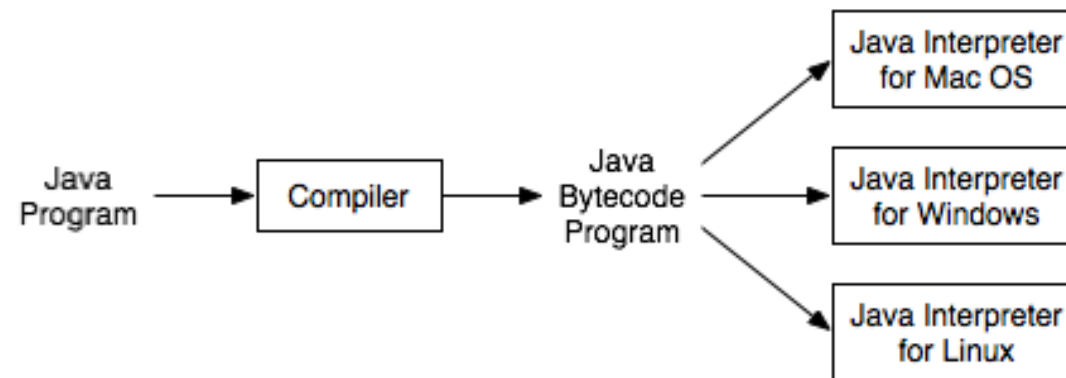 Java
Program
Compiler
Java
Bytecode
Program
Java Interpreter
for Mac OS
Java Interpreter
for Windows
Java Interpreter
for Linux